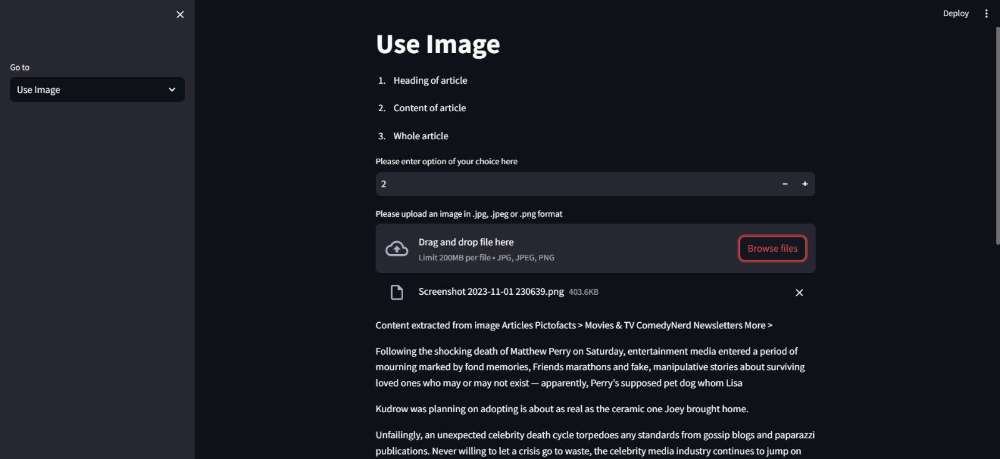 Deploy
Go to
Use Image
Use Image
1. Heading of article
2. Content of article
3. Whole article
Please enter option of your choice here
2
Please upload an image in .jpg, .jpeg or .png format
Drag and drop file here
Limit 200MB per file • JPG, JPEG, PNG
Browse files
Screenshot 2023-11-01 230639.png 403.6KB
Content extracted from image Articles Pictofacts > Movies & TV ComedyNerd Newsletters More >
Following the shocking death of Matthew Perry on Saturday, entertainment media entered a period of
mourning marked by fond memories, Friends marathons and fake, manipulative stories about surviving
loved ones who may or may not exist — apparently, Perry’s supposed pet dog whom Lisa
Kudrow was planning on adopting is about as real as the ceramic one Joey brought home.
Unfailingly, an unexpected celebrity death cycle torpedoes any standards from gossip blogs and paparazzi
publications. Never willing to let a crisis go to waste, the celebrity media industry continues to jump on